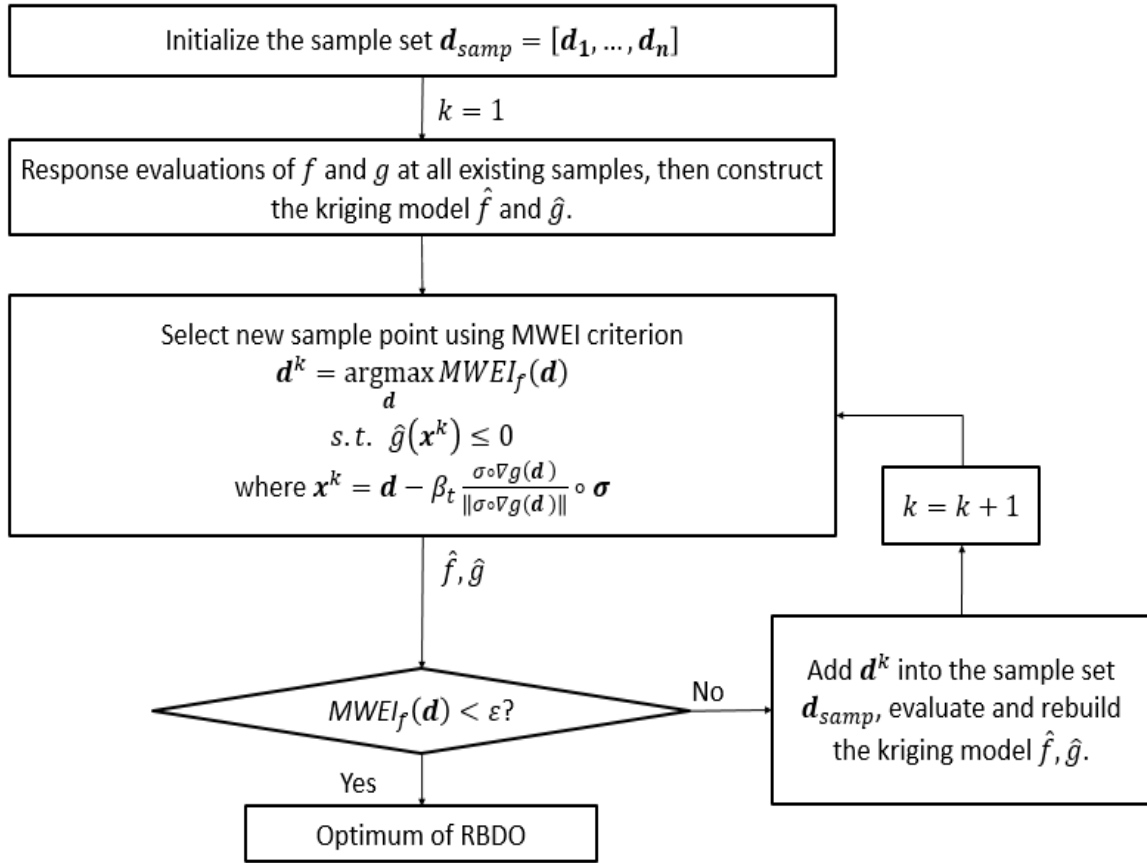 Initialize the sample set d_samp = [d_1, …, d_n]
k = 1
Response evaluations of f and g at all existing samples, then construct
the kriging model f̂ and ĝ.
Select new sample point using MWEI criterion
d^k = argmax MWEI_f(d)
d
s.t. ĝ(x^k) ≤ 0
where x^k = d − β_t σ∘∇g(d) / ‖σ∘∇g(d)‖ ∘ σ
f̂, ĝ
k = k + 1
MWEI_f(d) < ε?
No
Add d^k into the sample set
d_samp, evaluate and rebuild
the kriging model f̂, ĝ.
Yes
Optimum of RBDO